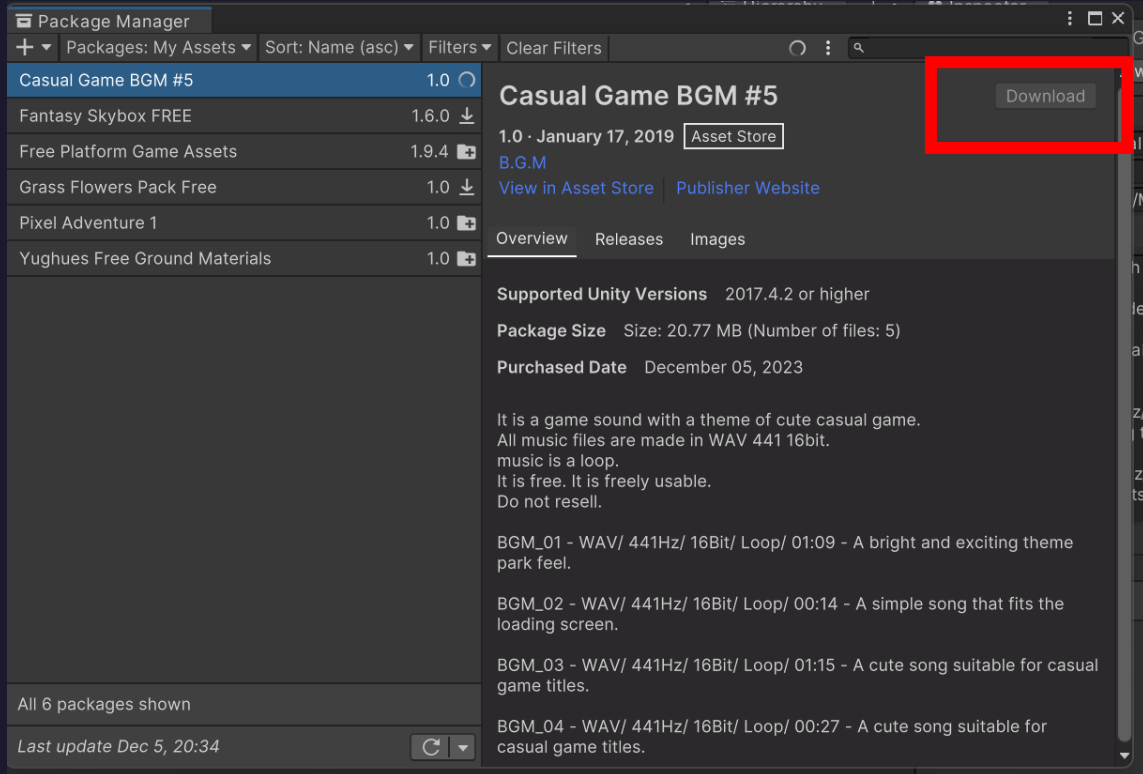 Package Manager
Packages: My Assets Sort: Name (asc) Filters Clear Filters
Casual Game BGM #5 1.0
Fantasy Skybox FREE 1.6.0
Free Platform Game Assets 1.9.4
Grass Flowers Pack Free 1.0
Pixel Adventure 1 1.0
Yughues Free Ground Materials 1.0
All 6 packages shown
Last update Dec 5, 20:34
Casual Game BGM #5
Download
1.0 · January 17, 2019 Asset Store
B.G.M
View in Asset Store Publisher Website
Overview Releases Images
Supported Unity Versions 2017.4.2 or higher
Package Size Size: 20.77 MB (Number of files: 5)
Purchased Date December 05, 2023
It is a game sound with a theme of cute casual game.
All music files are made in WAV 441 16bit.
music is a loop.
It is free. It is freely usable.
Do not resell.
BGM_01 - WAV/ 441Hz/ 16Bit/ Loop/ 01:09 - A bright and exciting theme
park feel.
BGM_02 - WAV/ 441Hz/ 16Bit/ Loop/ 00:14 - A simple song that fits the
loading screen.
BGM_03 - WAV/ 441Hz/ 16Bit/ Loop/ 01:15 - A cute song suitable for casual
game titles.
BGM_04 - WAV/ 441Hz/ 16Bit/ Loop/ 00:27 - A cute song suitable for
casual game titles.